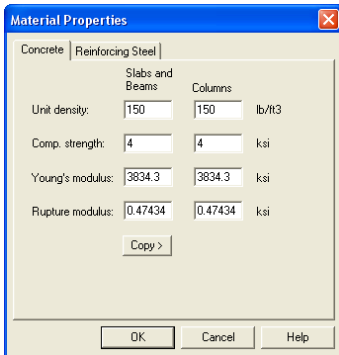 Material Properties
Concrete Reinforcing Steel
Slabs and
Beams Columns
Unit density: 150 150 lb/ft3
Comp. strength: 4 4 ksi
Young's modulus: 3834.3 3834.3 ksi
Rupture modulus: 0.47434 0.47434 ksi
Copy >
OK Cancel Help